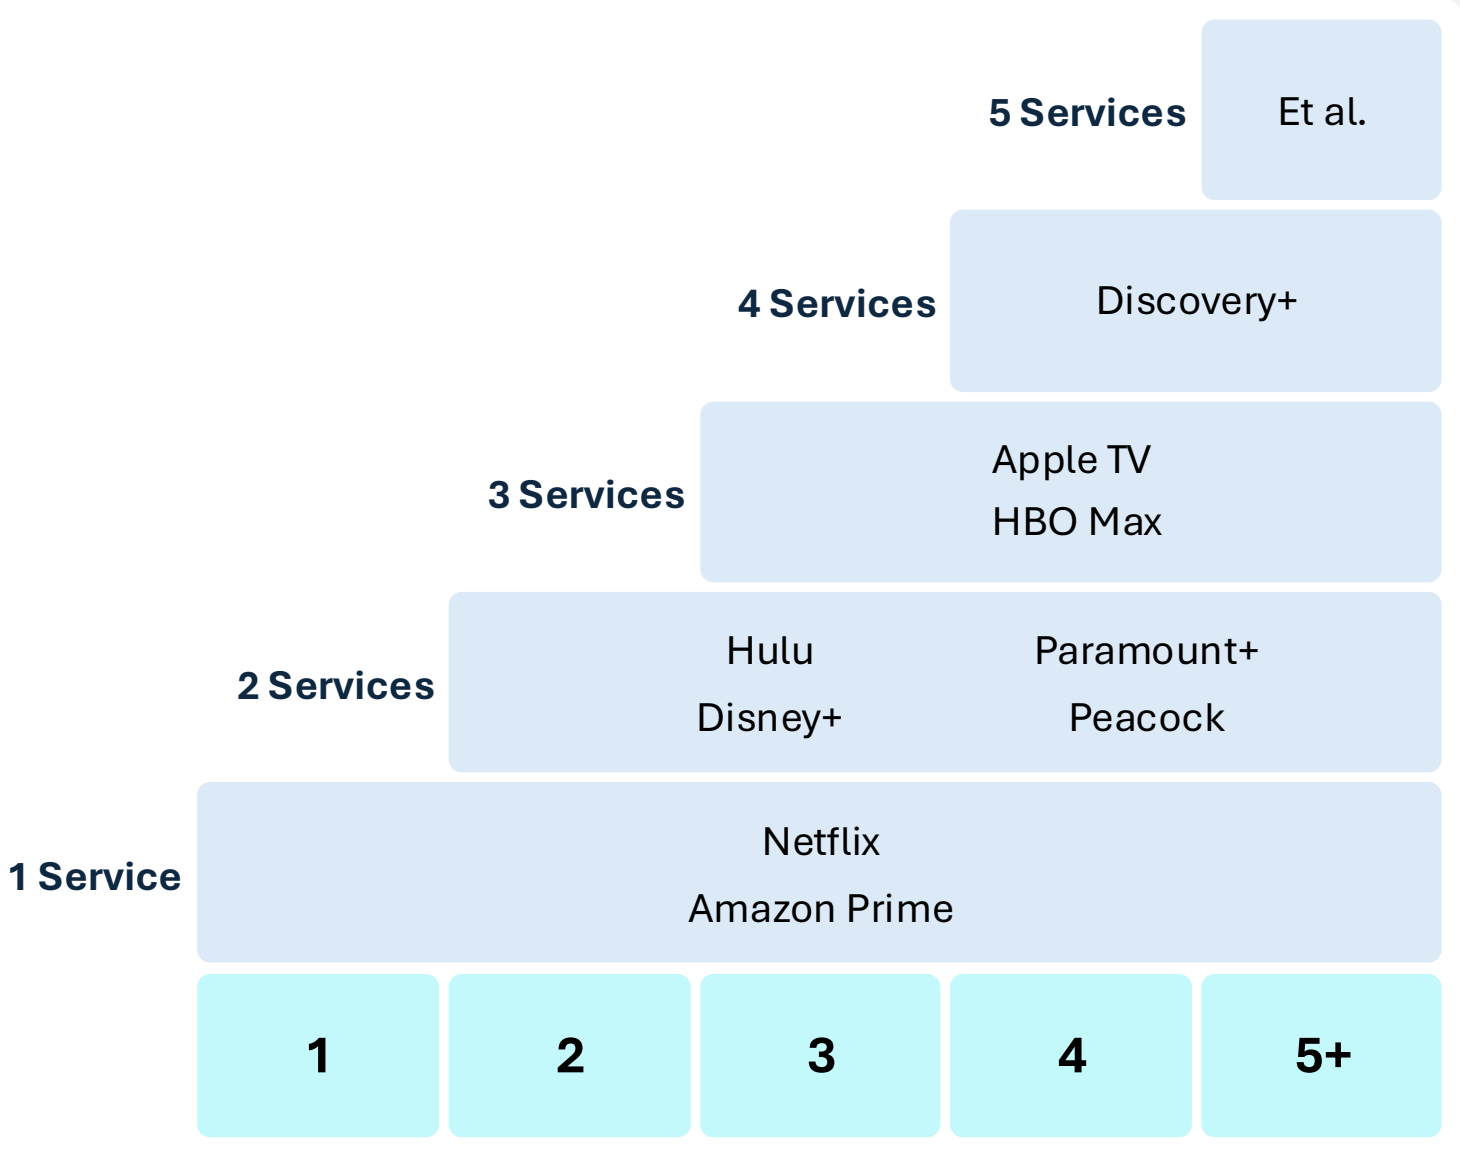 5 Services
Et al.
4 Services
Discovery+
3 Services
Apple TV
HBO Max
2 Services
Hulu
Paramount+
Disney+
Peacock
1 Service
Netflix
Amazon Prime
1
2
3
4
5+